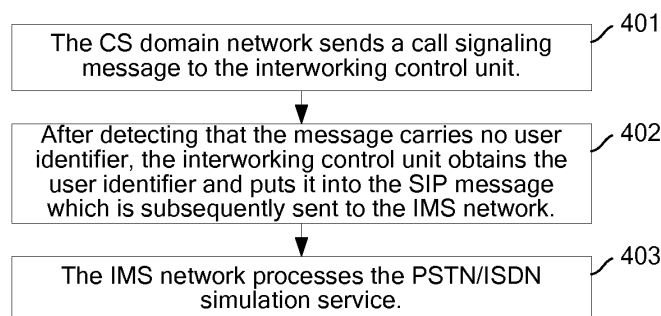 The CS domain network sends a call signaling
message to the interworking control unit.
401
After detecting that the message carries no user
identifier, the interworking control unit obtains the
user identifier and puts it into the SIP message
which is subsequently sent to the IMS network.
402
The IMS network processes the PSTN/ISDN
simulation service.
403